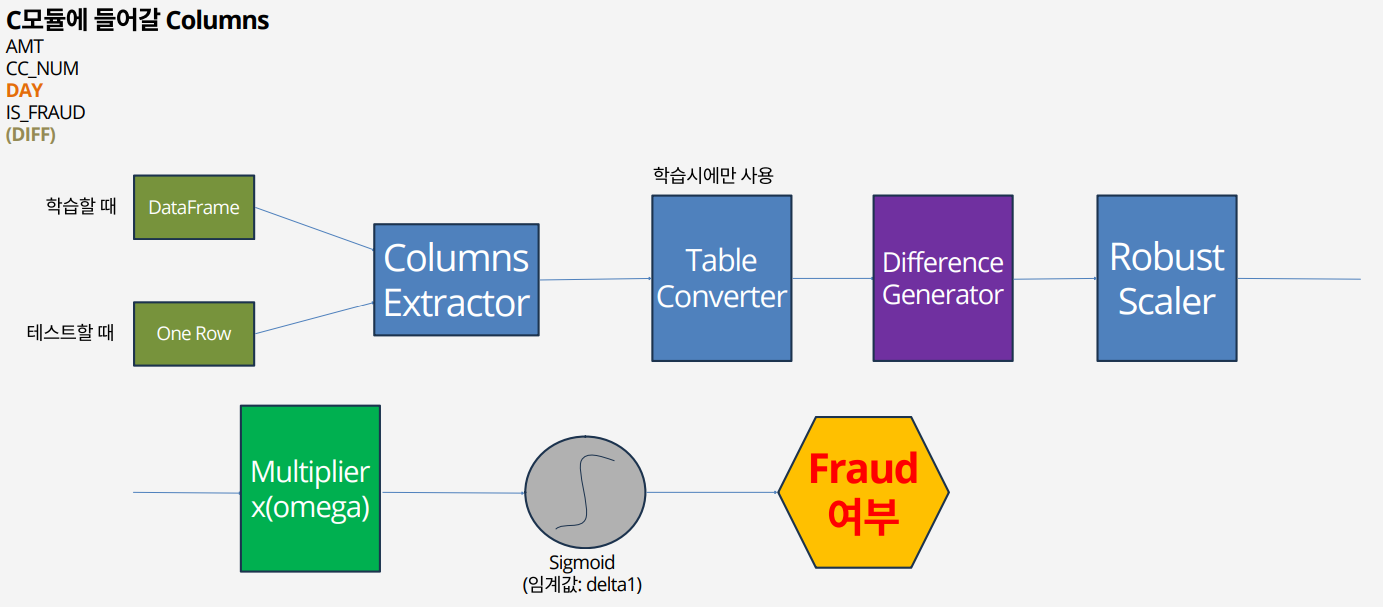 C모듈에 들어갈 Columns
AMT
CC_NUM
DAY
IS_FRAUD
(DIFF)
학습할 때
DataFrame
테스트할 때
One Row
Columns
Extractor
학습시에만 사용
Table
Converter
Difference
Generator
Robust
Scaler
Multiplier
x(omega)
Sigmoid
(임계값: delta1)
Fraud
여부